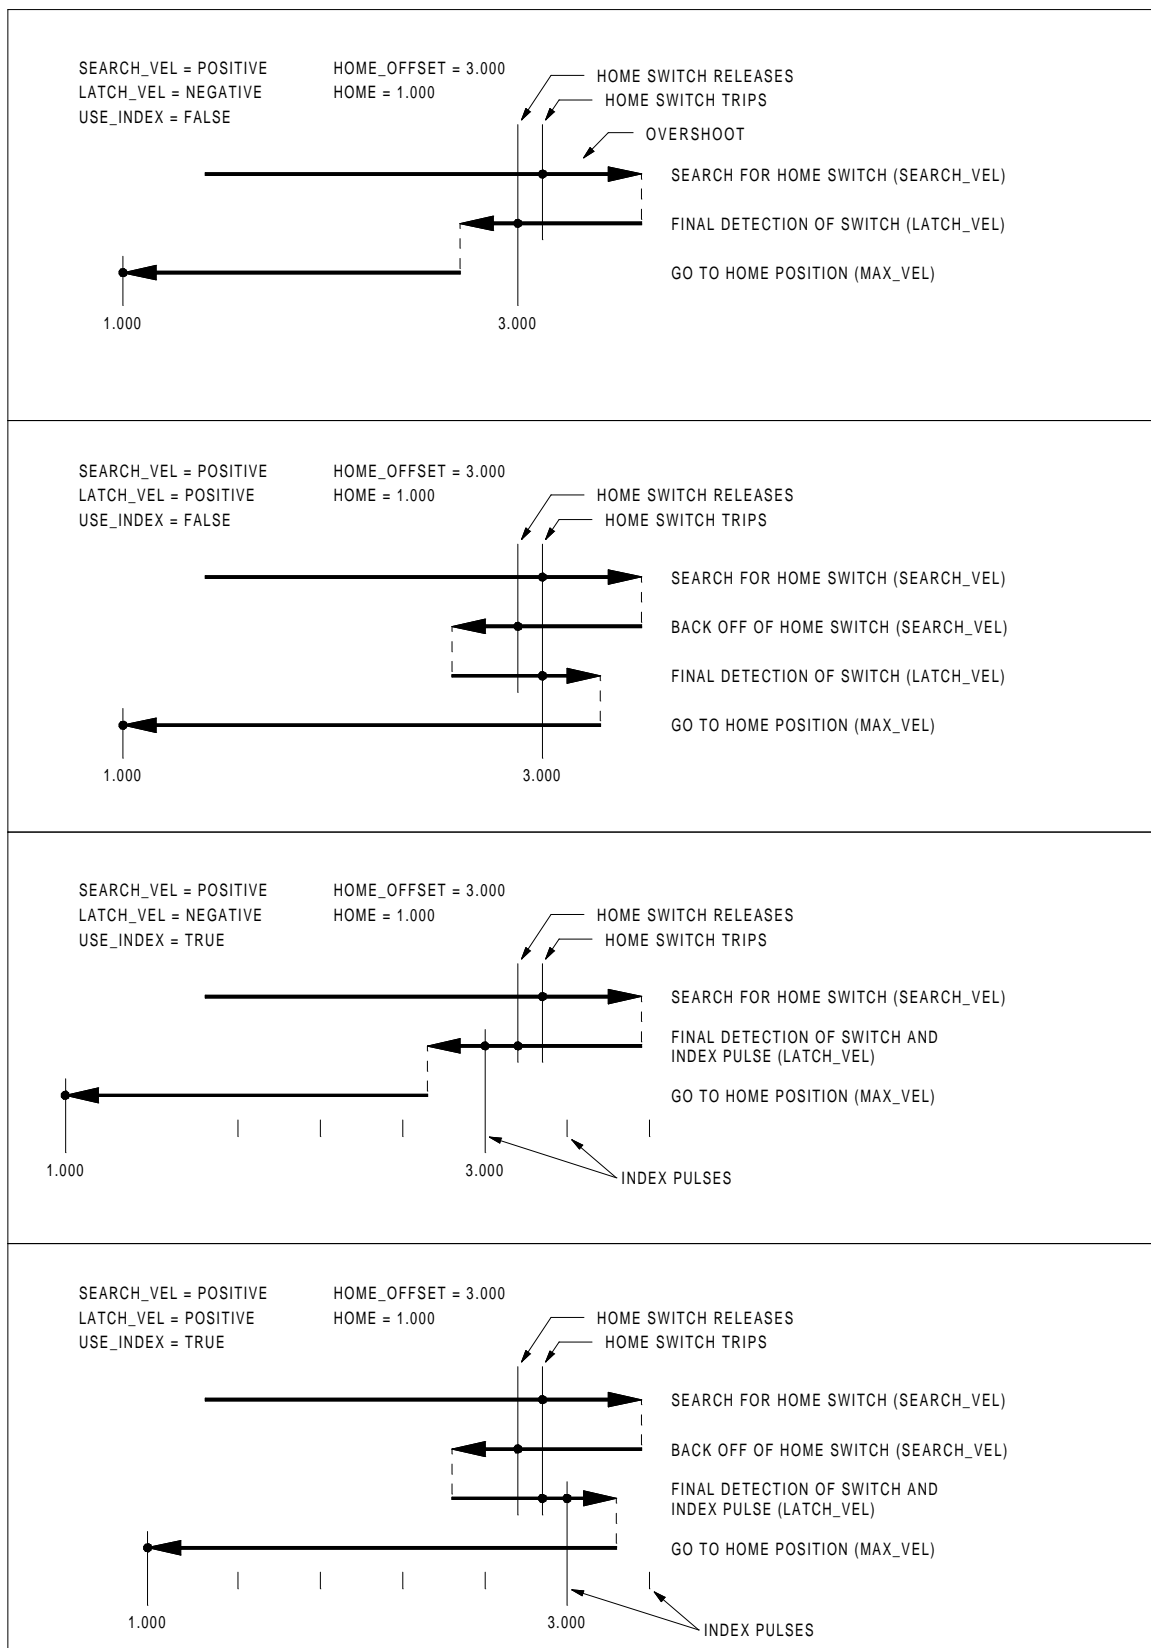 SEARCH_VEL = POSITIVE
LATCH_VEL = NEGATIVE
USE_INDEX = FALSE
HOME_OFFSET = 3.000
HOME = 1.000
HOME SWITCH RELEASES
HOME SWITCH TRIPS
OVERSHOOT
SEARCH FOR HOME SWITCH (SEARCH_VEL)
FINAL DETECTION OF SWITCH (LATCH_VEL)
GO TO HOME POSITION (MAX_VEL)
1.000
3.000
SEARCH_VEL = POSITIVE
LATCH_VEL = POSITIVE
USE_INDEX = FALSE
HOME_OFFSET = 3.000
HOME = 1.000
HOME SWITCH RELEASES
HOME SWITCH TRIPS
SEARCH FOR HOME SWITCH (SEARCH_VEL)
BACK OFF OF HOME SWITCH (SEARCH_VEL)
FINAL DETECTION OF SWITCH (LATCH_VEL)
GO TO HOME POSITION (MAX_VEL)
1.000
3.000
SEARCH_VEL = POSITIVE
LATCH_VEL = NEGATIVE
USE_INDEX = TRUE
HOME_OFFSET = 3.000
HOME = 1.000
HOME SWITCH RELEASES
HOME SWITCH TRIPS
SEARCH FOR HOME SWITCH (SEARCH_VEL)
FINAL DETECTION OF SWITCH AND
INDEX PULSE (LATCH_VEL)
GO TO HOME POSITION (MAX_VEL)
1.000
3.000
INDEX PULSES
SEARCH_VEL = POSITIVE
LATCH_VEL = POSITIVE
USE_INDEX = TRUE
HOME_OFFSET = 3.000
HOME = 1.000
HOME SWITCH RELEASES
HOME SWITCH TRIPS
SEARCH FOR HOME SWITCH (SEARCH_VEL)
BACK OFF OF HOME SWITCH (SEARCH_VEL)
FINAL DETECTION OF SWITCH AND
INDEX PULSE (LATCH_VEL)
GO TO HOME POSITION (MAX_VEL)
1.000
3.000
INDEX PULSES